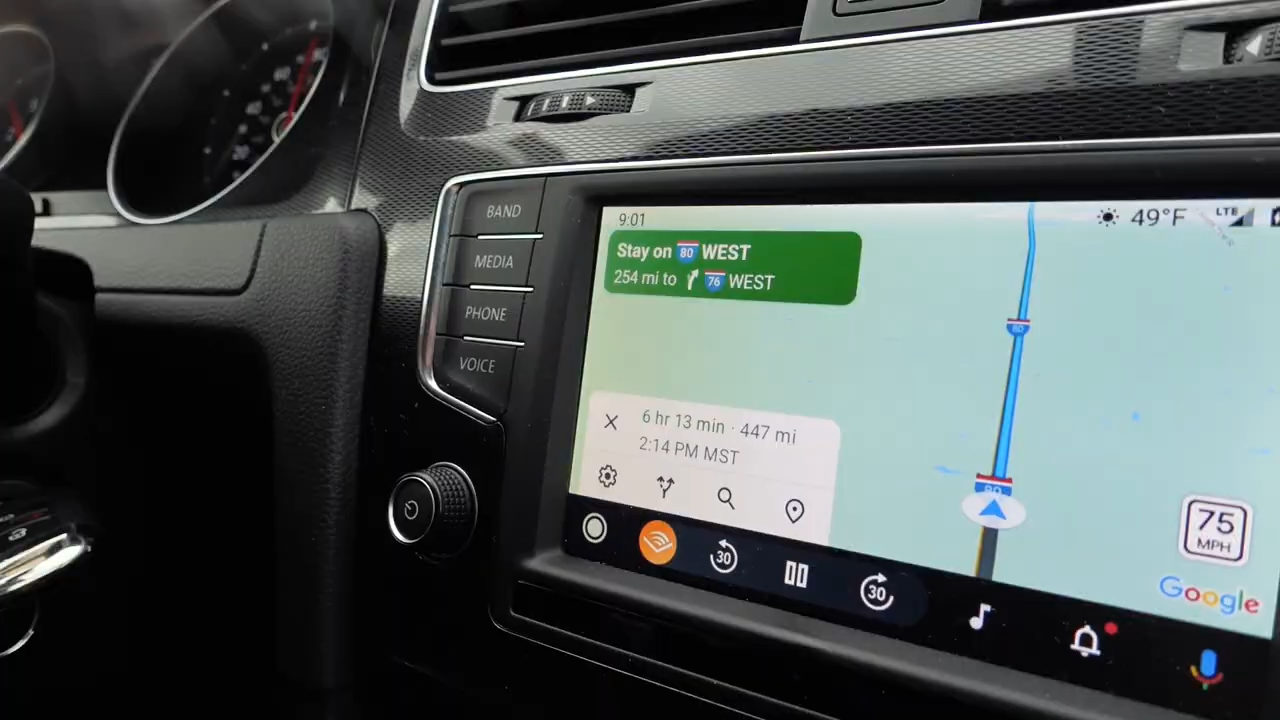 BAND
MEDIA
PHONE
VOICE
9:01
49°F LTE
Stay on 80 WEST
254 mi to 76 WEST
80
6 hr 13 min · 447 mi
2:14 PM MST
80
75
MPH
Google
30
30